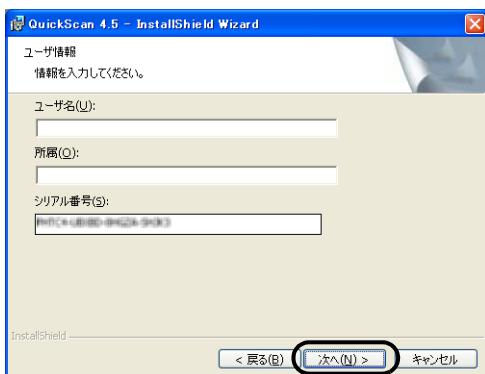 QuickScan 4.5 - InstallShield Wizard
ユーザ情報
情報を入力してください。
ユーザ名(U):
所属(O):
シリアル番号(S):
InstallShield
< 戻る(B)
次へ(N) >
キャンセル